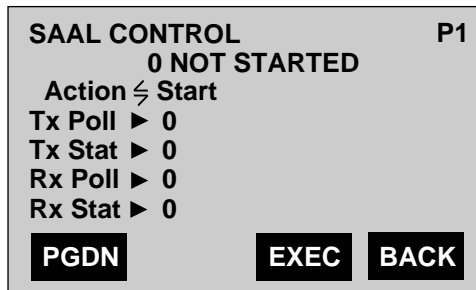 SAAL CONTROL P1
0 NOT STARTED
Action Start
Tx Poll ► 0
Tx Stat ► 0
Rx Poll ► 0
Rx Stat ► 0
PGDN EXEC BACK